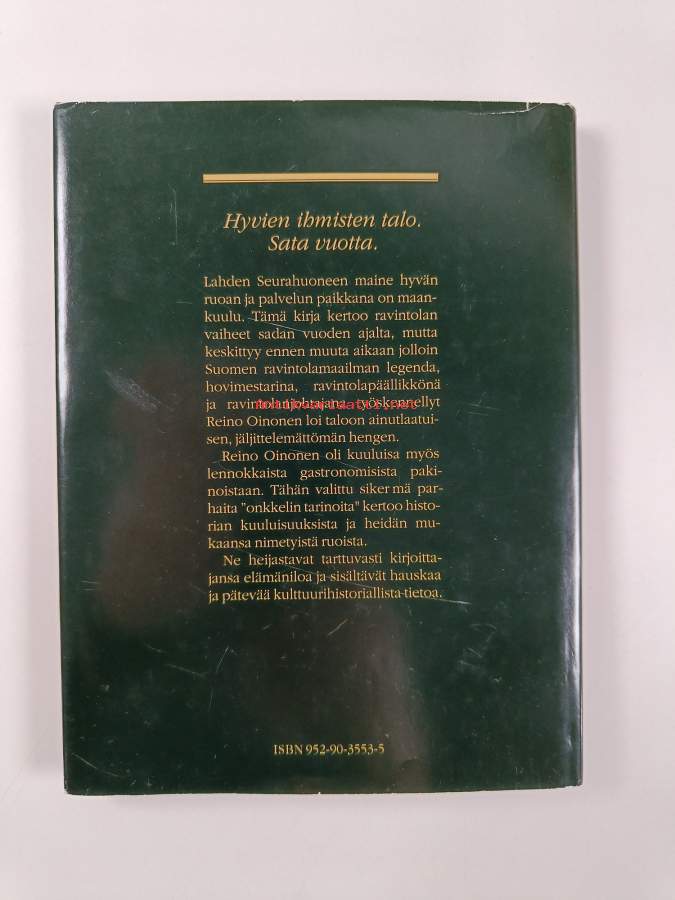 Hyvien ihmisten talo.
Sata vuotta.
Lahden Seurahuoneen maine hyvän
ruoan ja palvelun paikkana on maan-
kuulu. Tämä kirja kertoo ravintolan
vaiheet sadan vuoden ajalta, mutta
keskittyy ennen muuta aikaan jolloin
Suomen ravintolamaailman legenda,
hovimestarina, ravintolapäällikkönä
ja ravintolanjohtajana työskennellyt
Reino Oinonen loi taloon ainutlaatui-
sen, jäljittelemättömän hengen.
Reino Oinonen oli kuuluisa myös
lennokkaista gastronomisista paki-
noistaan. Tähän valittu sikermä par-
haita "onkkelin tarinoita" kertoo histo-
rian kuuluisuuksista ja heidän mu-
kaansa nimetyistä ruoista.
Ne heijastavat tarttuvasti kirjoitta-
jansa elämäniloa ja sisältävät hauskaa
ja pätevää kulttuurihistoriallista tietoa.
ISBN 952-90-3553-5